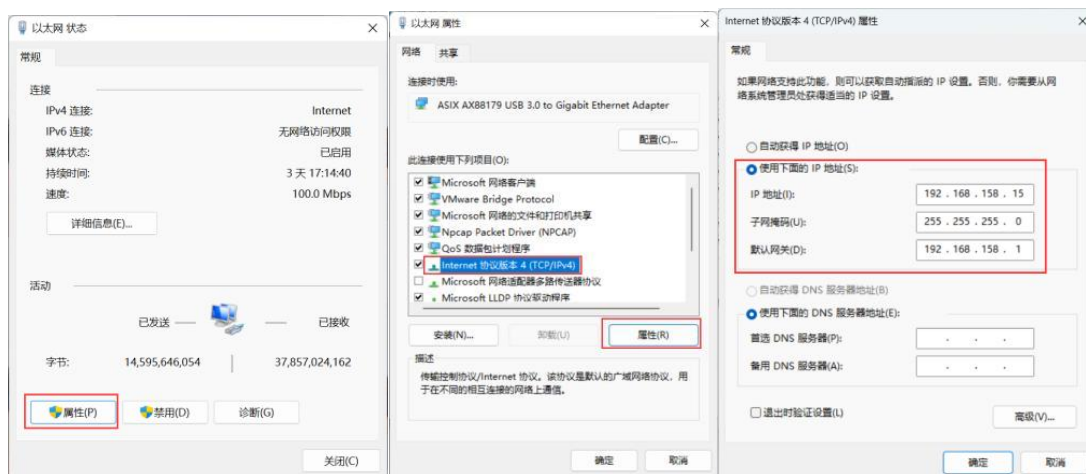 以太网 状态
常规
连接
IPv4 连接: Internet
IPv6 连接: 无网络访问权限
媒体状态: 已启用
持续时间: 3 天 17:14:40
速度: 100.0 Mbps
详细信息(E)...
活动
已发送 — — 已接收
字节: 14,595,646,054 | 37,857,024,162
属性(P) 禁用(D) 诊断(G)
关闭(C)
以太网 属性
网络 共享
连接时使用:
ASIX AX88179 USB 3.0 to Gigabit Ethernet Adapter
配置(C)...
此连接使用下列项目(O):
Microsoft 网络客户端
VMware Bridge Protocol
Microsoft 网络的文件和打印机共享
Npcap Packet Driver (NPCAP)
QoS 数据包计划程序
Internet 协议版本 4 (TCP/IPv4)
Microsoft 网络适配器多路传送器协议
Microsoft LLDP 协议驱动程序
安装(N)... 卸载(U) 属性(R)
描述
传输控制协议/Internet 协议。该协议是默认的广域网络协议，用
于在不同的相互连接的网络上通信。
确定 取消
Internet 协议版本 4 (TCP/IPv4) 属性
常规
如果网络支持此功能，则可以获取自动指派的 IP 设置。否则，你需要从网
络系统管理员处获得适当的 IP 设置。
自动获得 IP 地址(O)
使用下面的 IP 地址(S):
IP 地址(I): 192 . 168 . 158 . 15
子网掩码(U): 255 . 255 . 255 . 0
默认网关(D): 192 . 168 . 158 . 1
自动获得 DNS 服务器地址(B)
使用下面的 DNS 服务器地址(E):
首选 DNS 服务器(P): . . .
备用 DNS 服务器(A): . . .
退出时验证设置(L)
高级(V)...
确定 取消